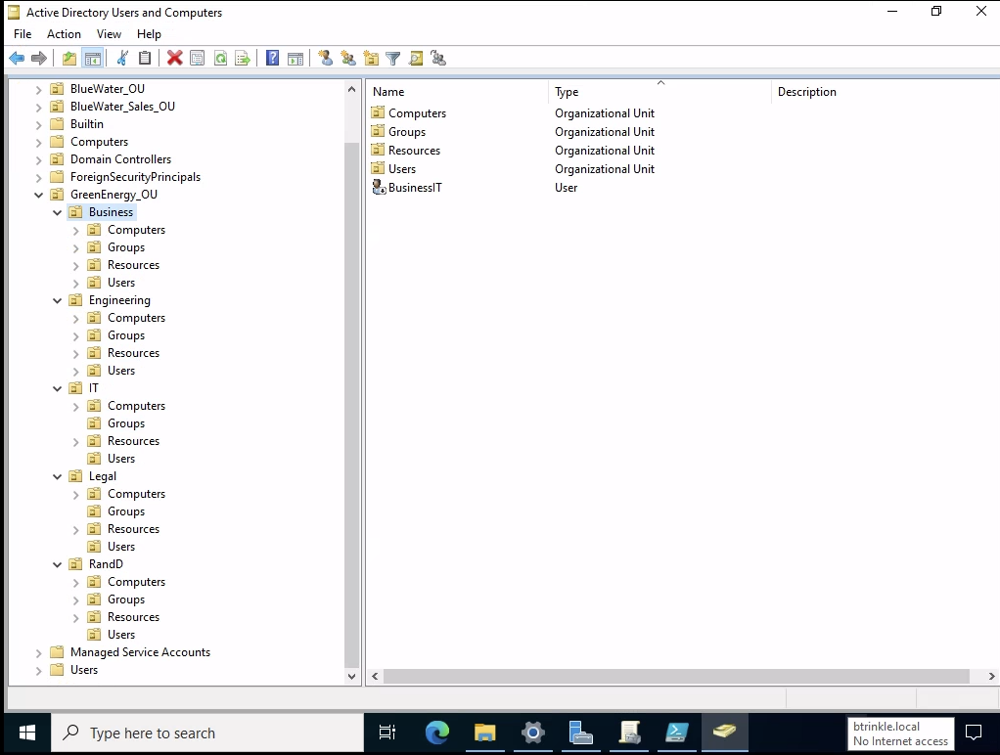 Active Directory Users and Computers
File Action View Help
BlueWater_OU
BlueWater_Sales_OU
Builtin
Computers
Domain Controllers
ForeignSecurityPrincipals
GreenEnergy_OU
Business
Computers
Groups
Resources
Users
Engineering
Computers
Groups
Resources
Users
IT
Computers
Groups
Resources
Users
Legal
Computers
Groups
Resources
Users
RandD
Computers
Groups
Resources
Users
Managed Service Accounts
Users
Name Type Description
Computers Organizational Unit
Groups Organizational Unit
Resources Organizational Unit
Users Organizational Unit
BusinessIT User
Type here to search
btrinkle.local
No Internet access